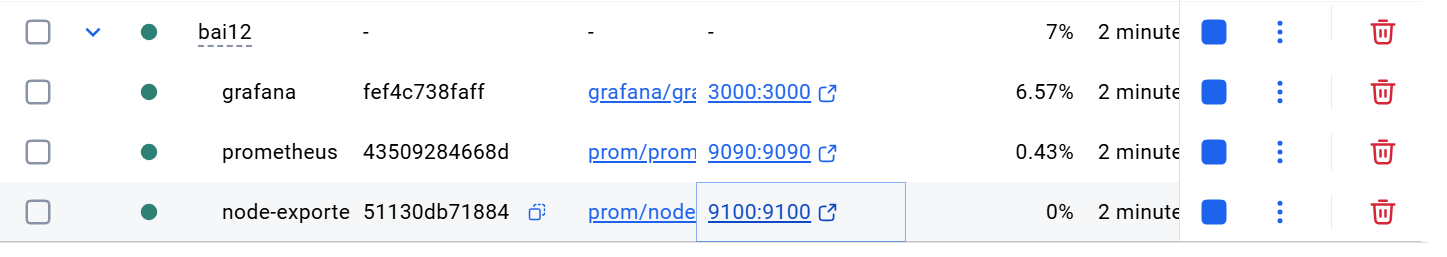 bai12 - - - 7% 2 minute
grafana fef4c738faff grafana/gra 3000:3000 6.57% 2 minute
prometheus 43509284668d prom/prom 9090:9090 0.43% 2 minute
node-exporte 51130db71884 prom/node 9100:9100 0% 2 minute